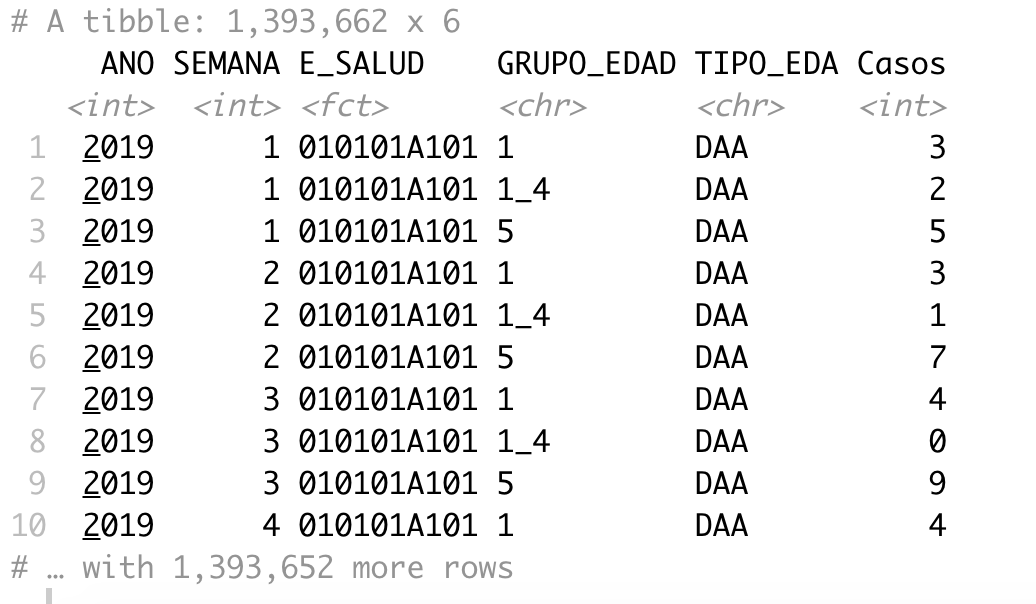 # A tibble: 1,393,662 x 6
ANO SEMANA E_SALUD GRUPO_EDAD TIPO_EDA Casos
<int> <int> <fct> <chr> <chr> <int>
1 2019 1 010101A101 1 DAA 3
2 2019 1 010101A101 1_4 DAA 2
3 2019 1 010101A101 5 DAA 5
4 2019 2 010101A101 1 DAA 3
5 2019 2 010101A101 1_4 DAA 1
6 2019 2 010101A101 5 DAA 7
7 2019 3 010101A101 1 DAA 4
8 2019 3 010101A101 1_4 DAA 0
9 2019 3 010101A101 5 DAA 9
10 2019 4 010101A101 1 DAA 4
# … with 1,393,652 more rows